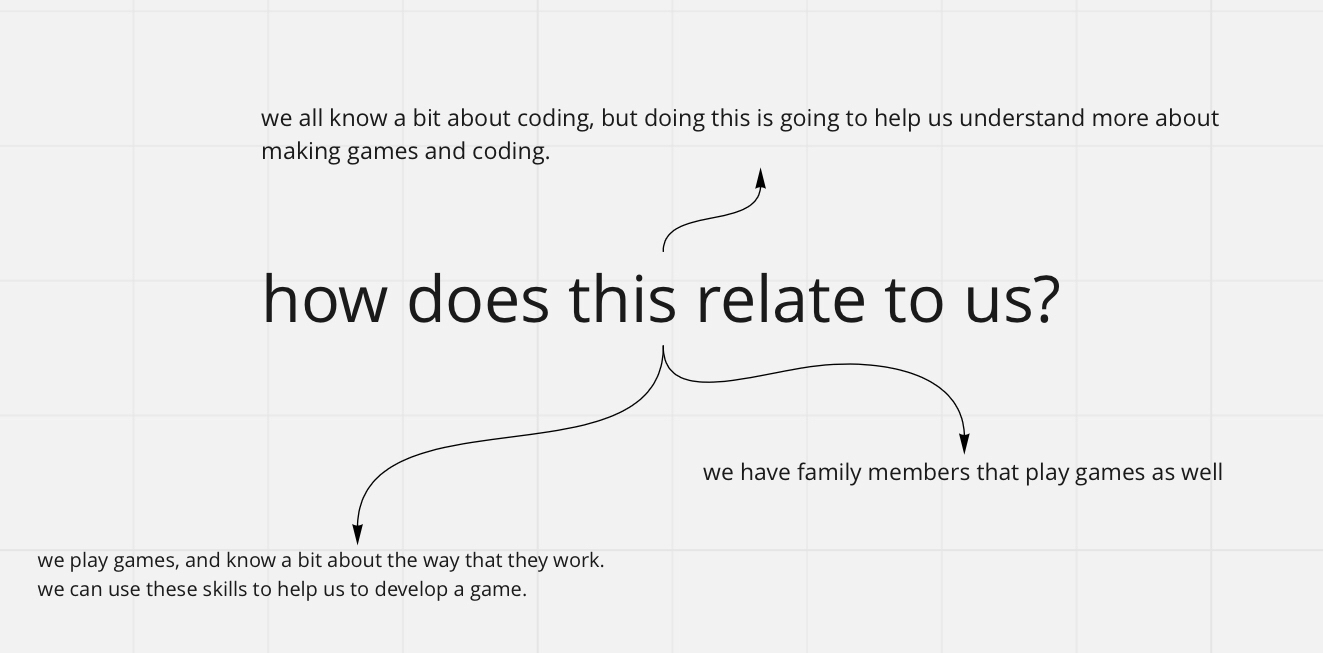 we all know a bit about coding, but doing this is going to help us understand more about
making games and coding.
how does this relate to us?
we have family members that play games as well
we play games, and know a bit about the way that they work.
we can use these skills to help us to develop a game.